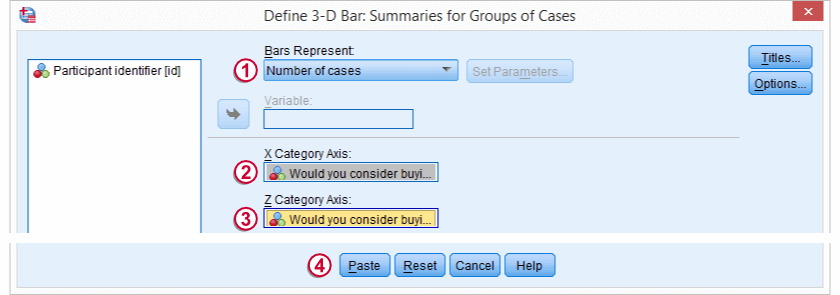 Define 3-D Bar: Summaries for Groups of Cases
x
Participant identifier [id]
Bars Represent:
1 Number of cases Set Parameters...
Variable:
Titles...
Options...
X Category Axis:
2 Would you consider buyi...
Z Category Axis:
3 Would you consider buyi...
4 Paste Reset Cancel Help